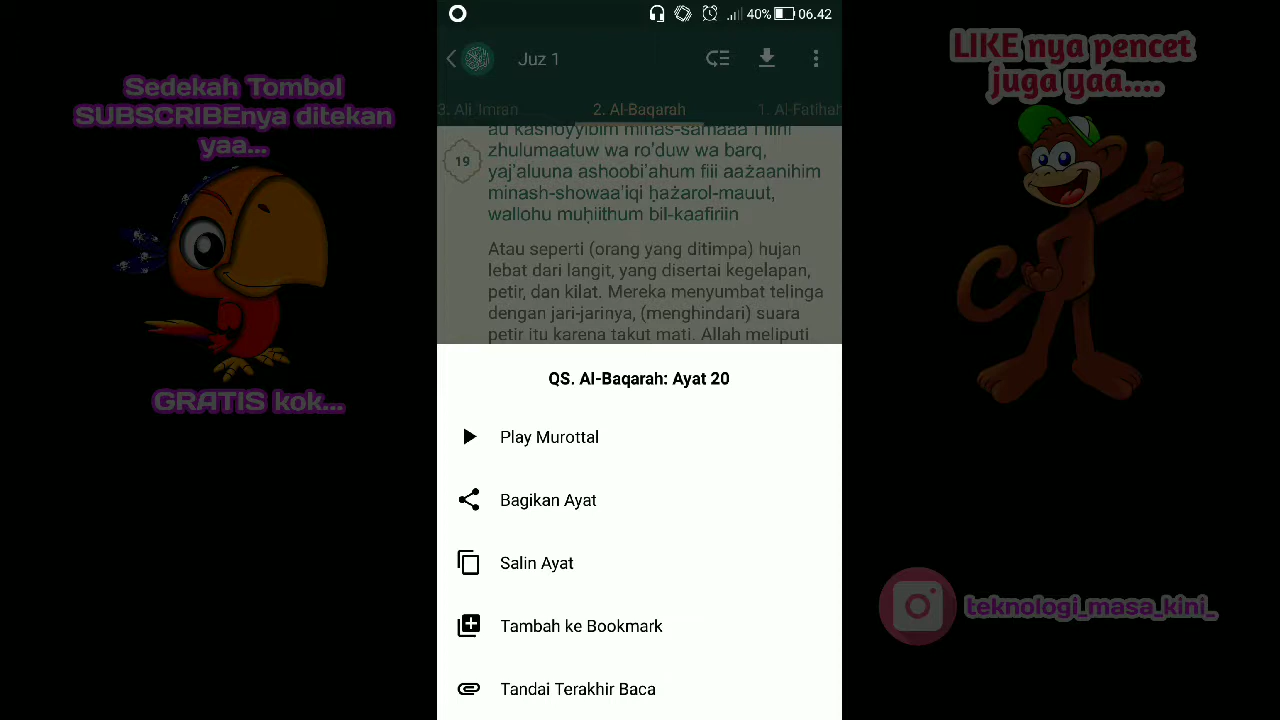 Sedekah Tombol
SUBSCRIBEnya ditekan
yaa...
GRATIS kok...
40% 06.42
Juz 1
3. Ali 'Imran 2. Al-Baqarah 1. Al-Fatihah
au kashoyyibim minas-samaaa'i fiihi
19
zhulumaatuw wa ro'duw wa barq,
yaj'aluuna ashoobi'ahum fiii aażaanihim
minash-showaa'iqi ḥażarol-mauut,
wallohu muḥiithum bil-kaafiriin
Atau seperti (orang yang ditimpa) hujan
lebat dari langit, yang disertai kegelapan,
petir, dan kilat. Mereka menyumbat telinga
dengan jari-jarinya, (menghindari) suara
petir itu karena takut mati. Allah meliputi
QS. Al-Baqarah: Ayat 20
Play Murottal
Bagikan Ayat
Salin Ayat
Tambah ke Bookmark
Tandai Terakhir Baca
LIKE nya pencet
juga yaa....
teknologi_masa_kini_